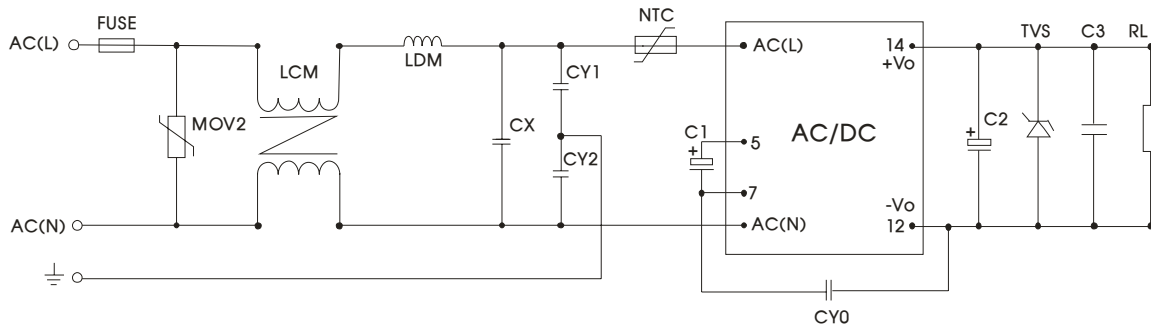 FUSE
AC(L)
LCM
LDM
MOV2
CX
CY1
CY2
NTC
AC(L)
C1
+
5
7
AC(N)
AC/DC
14
+Vo
-Vo
12
TVS
C3
RL
C2
+
AC(N)
CY0